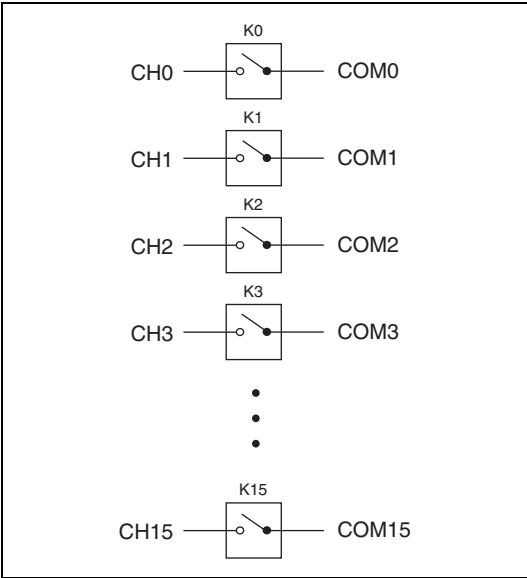 K0
CH0 COM0
K1
CH1 COM1
K2
CH2 COM2
K3
CH3 COM3
K15
CH15 COM15